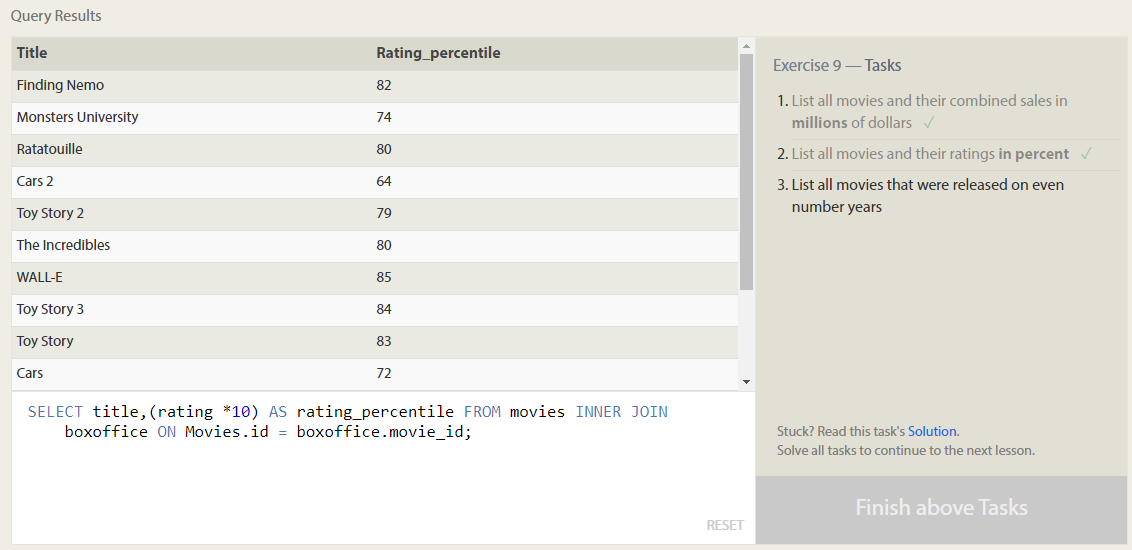 Query Results
Title Rating_percentile
Finding Nemo 82
Monsters University 74
Ratatouille 80
Cars 2 64
Toy Story 2 79
The Incredibles 80
WALL-E 85
Toy Story 3 84
Toy Story 83
Cars 72
SELECT title,(rating *10) AS rating_percentile FROM movies INNER JOIN
boxoffice ON Movies.id = boxoffice.movie_id;
RESET
Exercise 9 — Tasks
1. List all movies and their combined sales in
millions of dollars ✓
2. List all movies and their ratings in percent ✓
3. List all movies that were released on even
number years
Stuck? Read this task's Solution.
Solve all tasks to continue to the next lesson.
Finish above Tasks